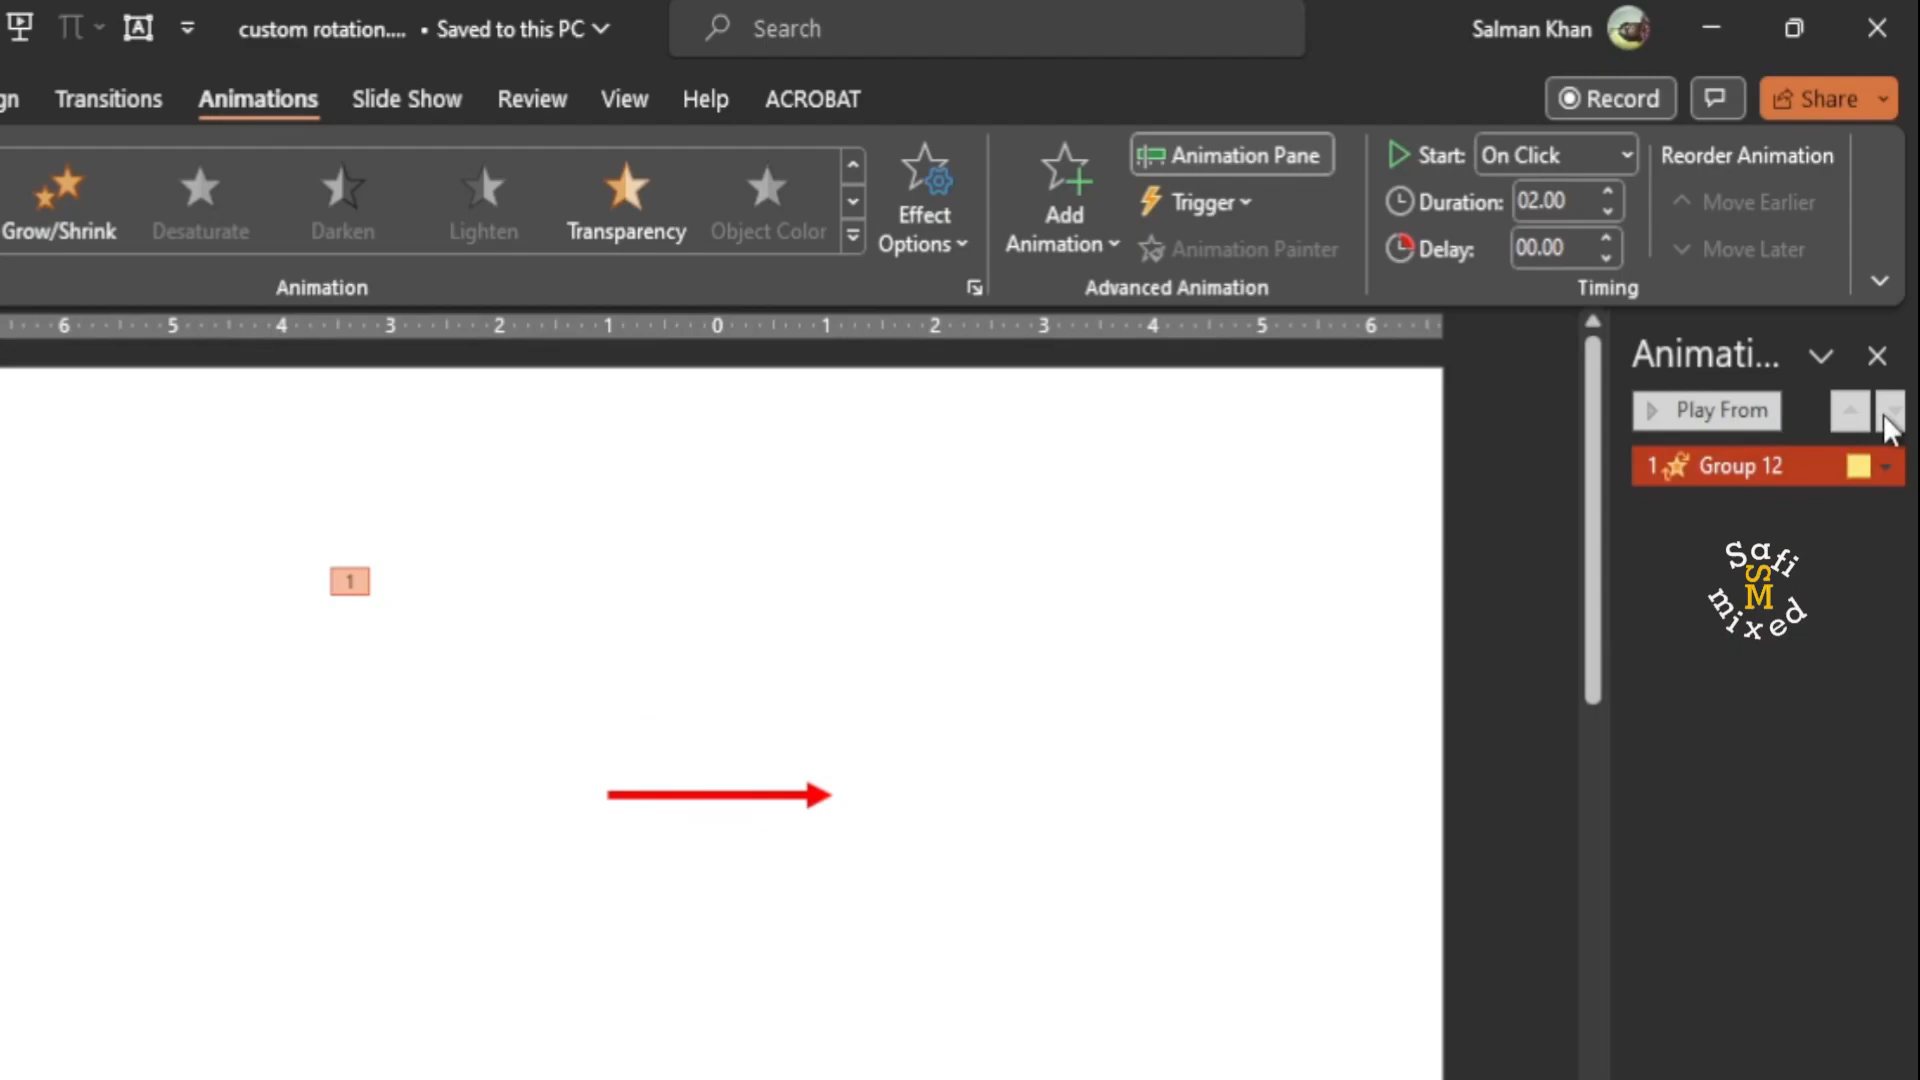 custom rotation.... • Saved to this PC
Search
Salman Khan
gn Transitions Animations Slide Show Review View Help ACROBAT
Record
Share
Grow/Shrink
Desaturate
Darken
Lighten
Transparency
Object Color
Effect
Options
Add
Animation
Animation Pane
Trigger
Animation Painter
Start: On Click
Duration: 02.00
Delay: 00.00
Reorder Animation
Move Earlier
Move Later
Animation
Advanced Animation
Timing
6 5 4 3 2 1 0 1 2 3 4 5 6
Animati...
Play From
1 Group 12
1
Safi
SM
mixed